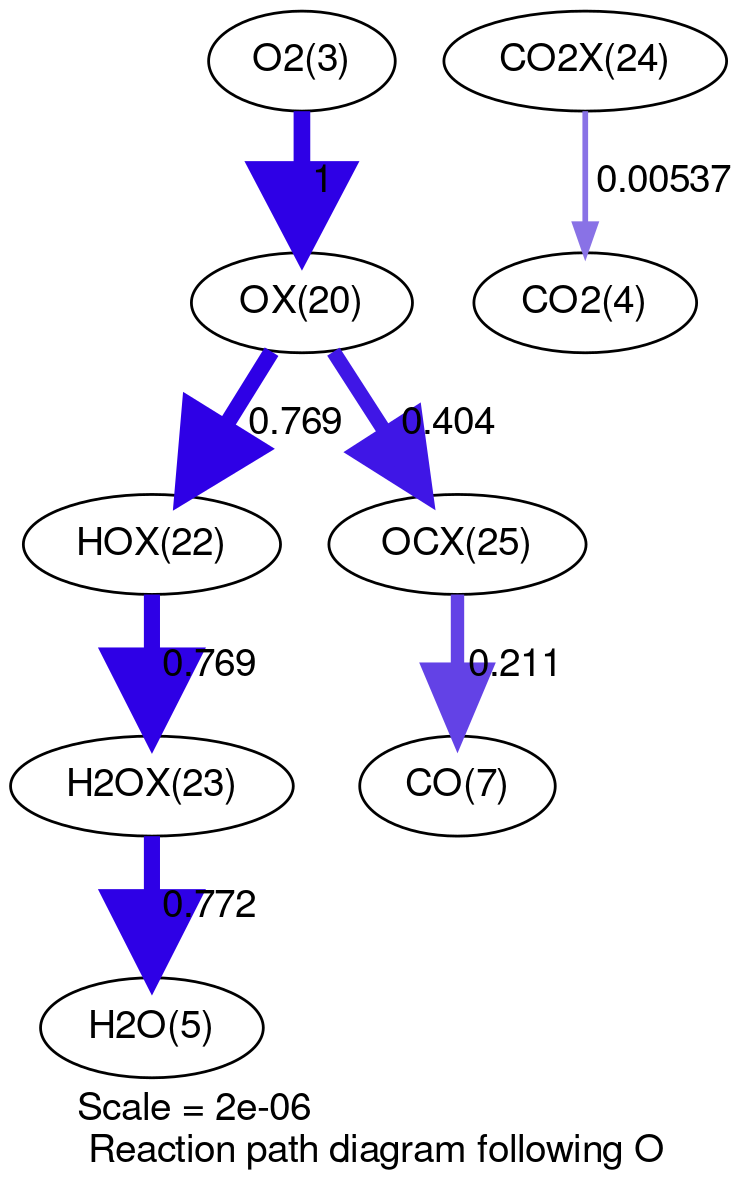 O2(3)
CO2X(24)
1
0.00537
OX(20)
CO2(4)
0.769
0.404
HOX(22)
OCX(25)
0.769
0.211
H2OX(23)
CO(7)
0.772
H2O(5)
Scale = 2e-06
Reaction path diagram following O